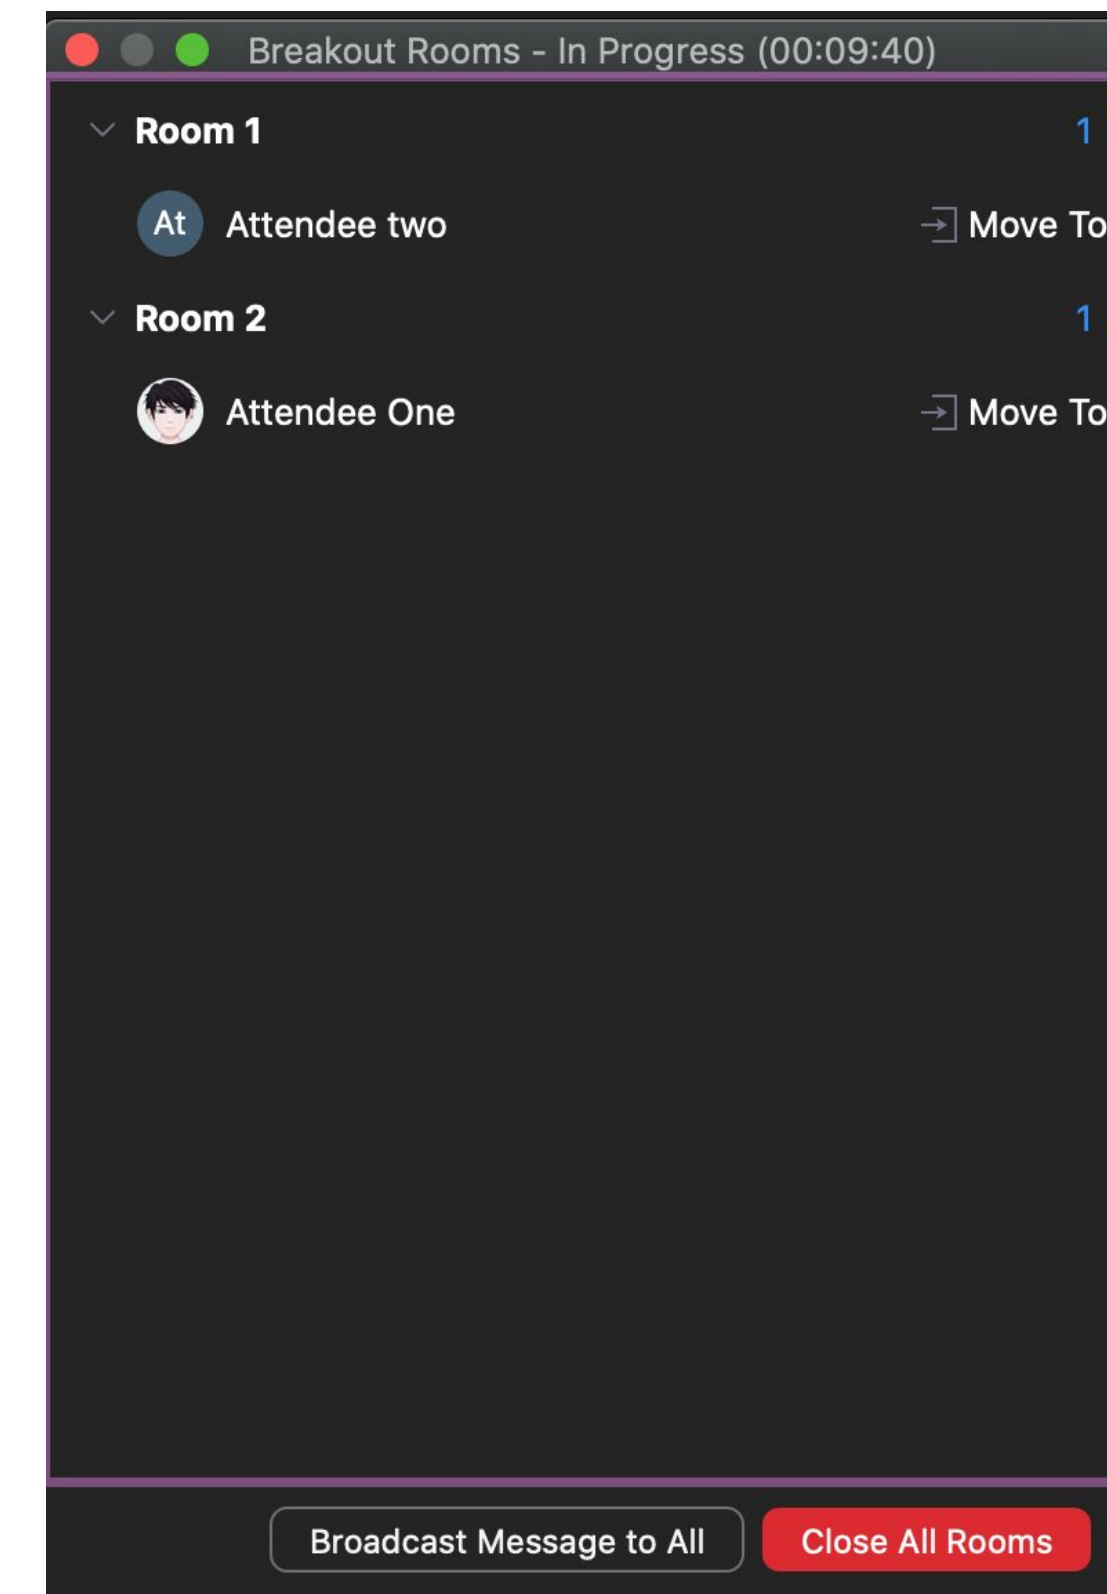 Breakout Rooms - In Progress (00:09:40)
Room 1 1
At Attendee two Move To
Room 2 1
Attendee One Move To
Broadcast Message to All Close All Rooms